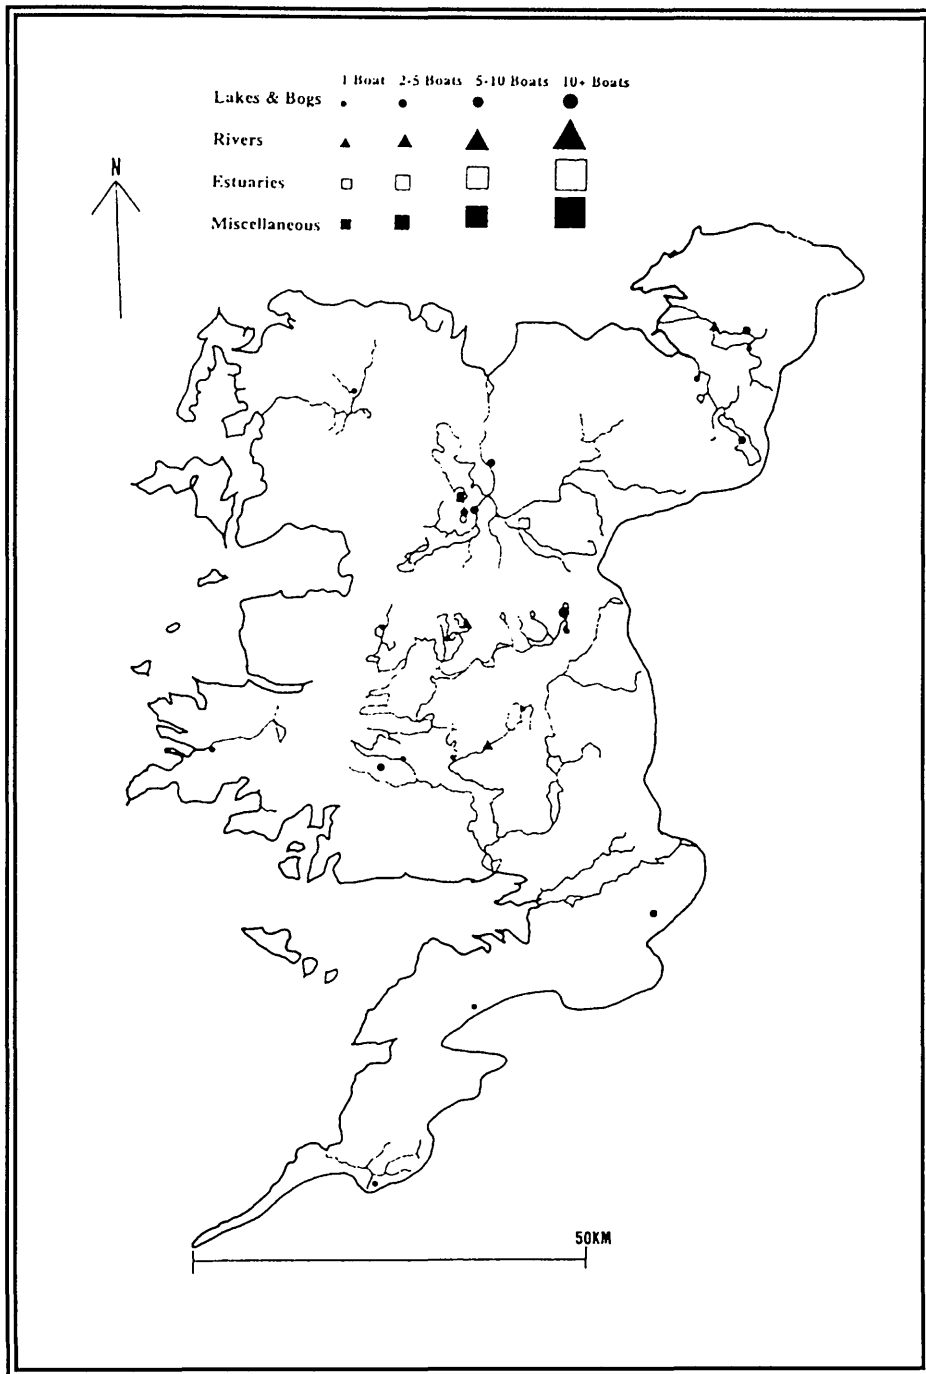 1 Boat 2-5 Boats 5-10 Boats 10+ Boats
Lakes & Bogs
Rivers
Estuaries
Miscellaneous
N
50KM